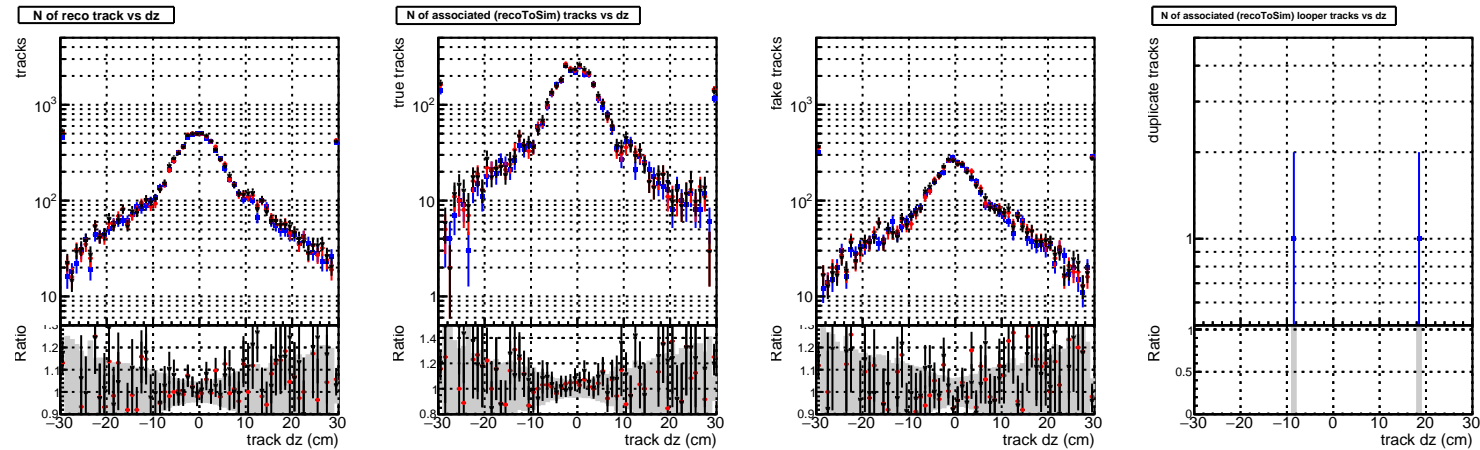 N of reco track vs dz
tracks
10³
10²
10
Ratio
1.3
1.2
1.1
1
0.9
−30 −20 −10 0 10 20 30
track dz (cm)
N of associated (recoToSim) tracks vs dz
true tracks
10²
10
1
Ratio
1.4
1.2
1
0.8
−30 −20 −10 0 10 20 30
track dz (cm)
fake tracks
10³
10²
10
Ratio
1.3
1.2
1.1
1
0.9
−30 −20 −10 0 10 20 30
track dz (cm)
N of associated (recoToSim) looper tracks vs dz
duplicate tracks
1
Ratio
1
0.5
0
−30 −20 −10 0 10 20 30
track dz (cm)